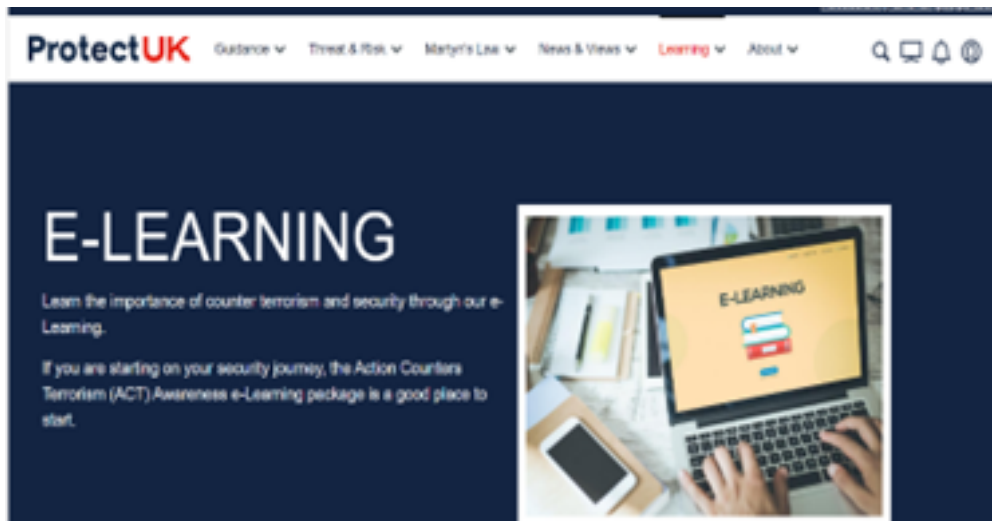 ProtectUK Guidance Threat & Risk Martyn's Law News & Views Learning About
E-LEARNING
Learn the importance of counter terrorism and security through our e-
Learning.
If you are starting on your security journey, the Action Counters
Terrorism (ACT) Awareness e-Learning package is a good place to
start.
E-LEARNING